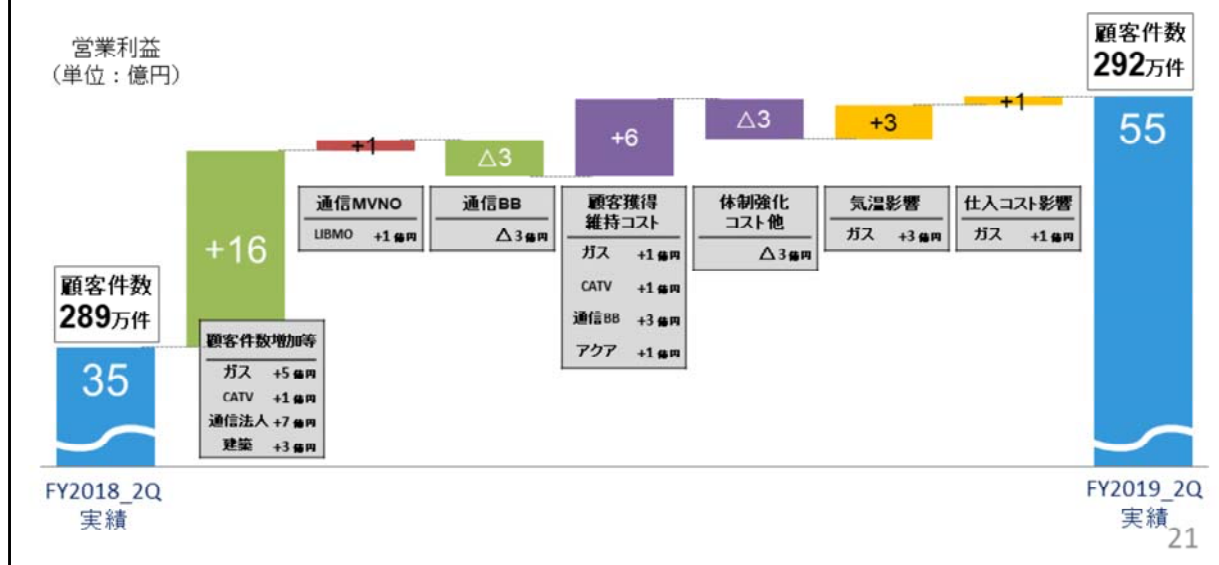 営業利益
（単位：億円）
顧客件数
289万件
35
FY2018_2Q
実績
+16
顧客件数増加等
ガス +5億円
CATV +1億円
通信法人 +7億円
建築 +3億円
+1
通信MVNO
LIBMO +1億円
△3
通信BB
△3億円
+6
顧客獲得
維持コスト
ガス +1億円
CATV +1億円
通信BB +3億円
アクア +1億円
△3
体制強化
コスト他
△3億円
+3
気温影響
ガス +3億円
+1
仕入コスト影響
ガス +1億円
顧客件数
292万件
55
FY2019_2Q
実績
21